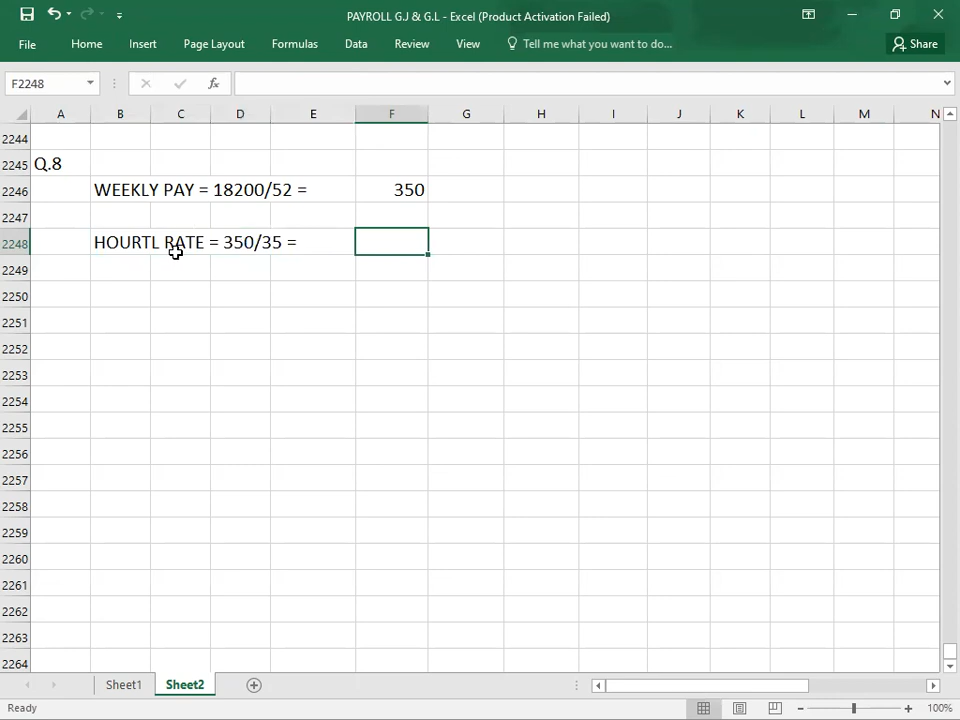 PAYROLL G.J & G.L - Excel (Product Activation Failed)
File Home Insert Page Layout Formulas Data Review View Tell me what you want to do... Share
F2248 fx
A B C D E F G H I J K L M N
2244
2245 Q.8
2246 WEEKLY PAY = 18200/52 = 350
2247
2248 HOURTL RATE = 350/35 =
2249
2250
2251
2252
2253
2254
2255
2256
2257
2258
2259
2260
2261
2262
2263
2264
Sheet1 Sheet2
Ready 100%